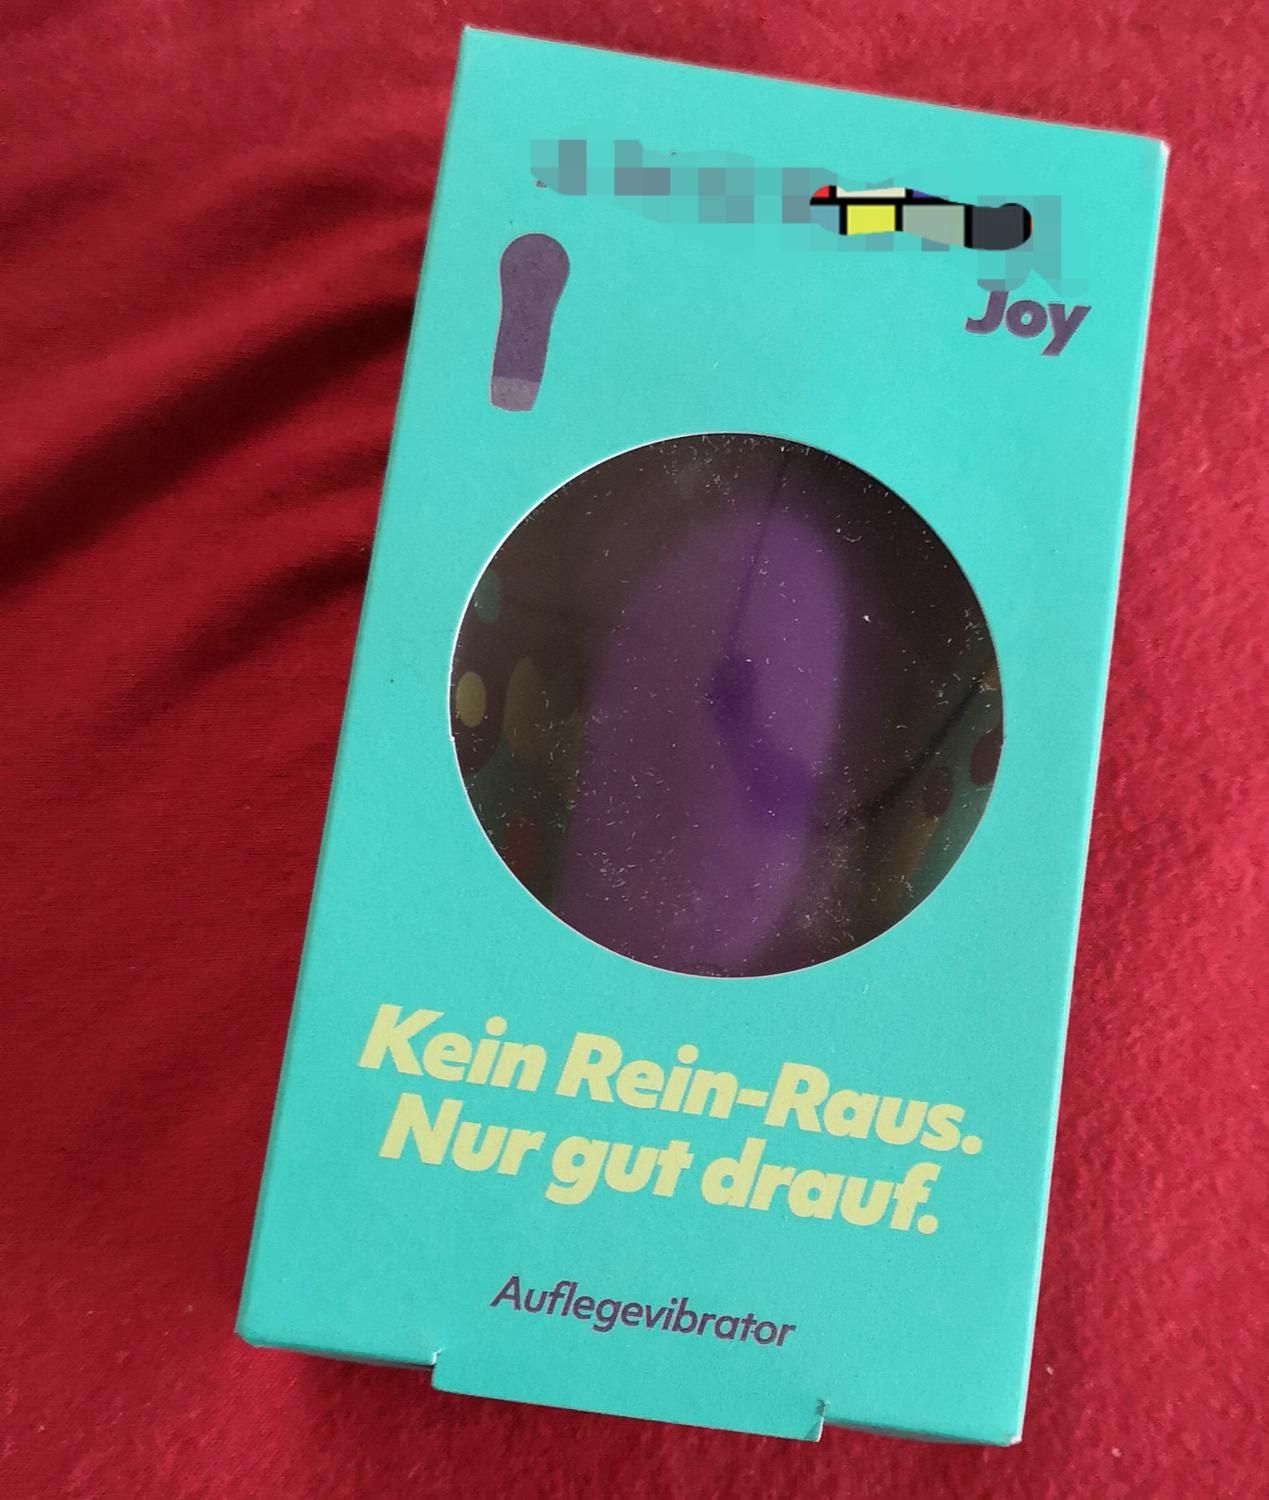 Joy
Kein Rein-Raus.
Nur gut drauf.
Auflegevibrator